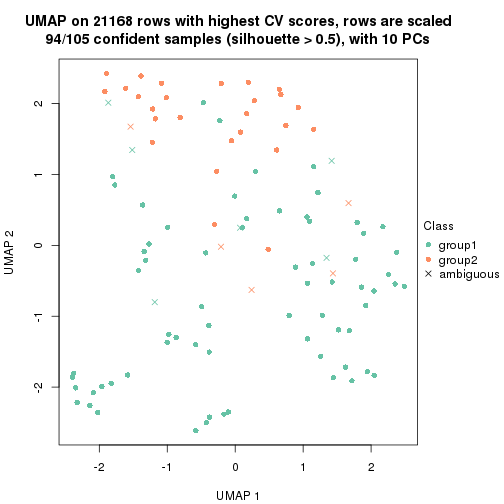 UMAP on 21168 rows with highest CV scores, rows are scaled
94/105 confident samples (silhouette > 0.5), with 10 PCs
UMAP 2
2
1
0
-1
-2
-2
-1
0
1
2
UMAP 1
Class
group1
group2
ambiguous